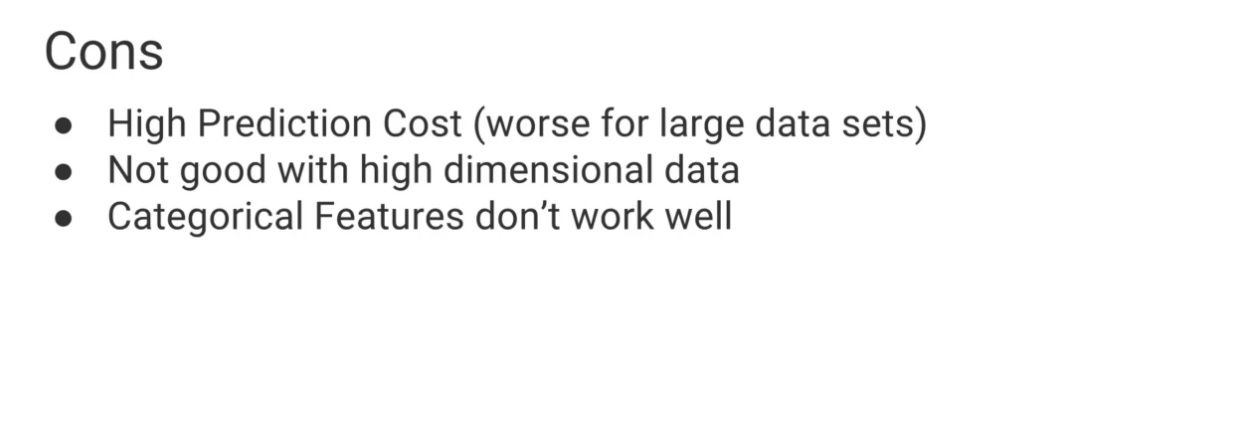 Cons
● High Prediction Cost (worse for large data sets)
● Not good with high dimensional data
● Categorical Features don’t work well